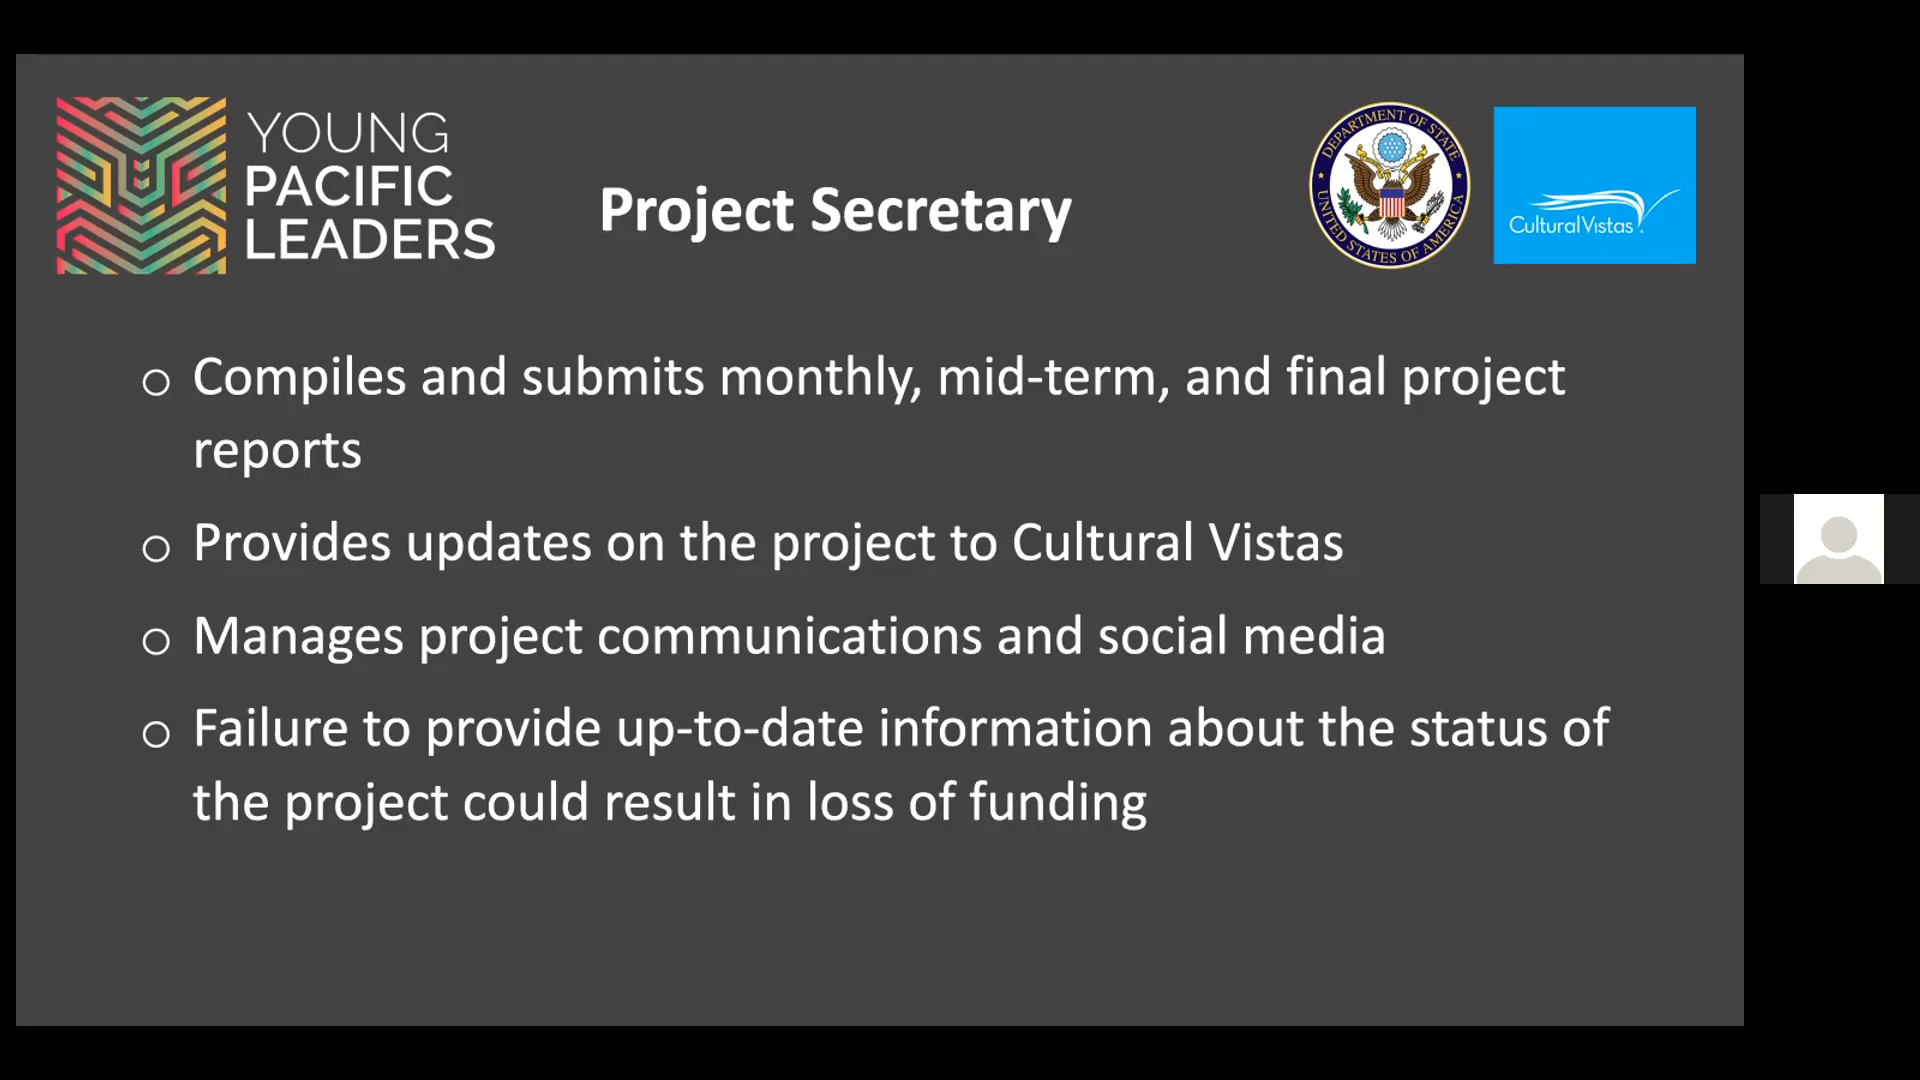 YOUNG
PACIFIC
LEADERS
Project Secretary
DEPARTMENT OF STATE
UNITED STATES OF AMERICA
CulturalVistas
o Compiles and submits monthly, mid-term, and final project
reports
o Provides updates on the project to Cultural Vistas
o Manages project communications and social media
o Failure to provide up-to-date information about the status of
the project could result in loss of funding